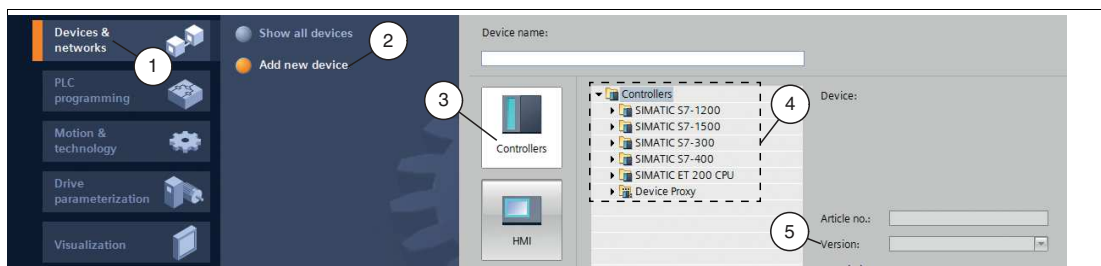 Devices &
networks
1
PLC
programming
Motion &
technology
Drive
parameterization
Visualization
Show all devices
2
Add new device
Device name:
3
Controllers
HMI
Controllers
SIMATIC S7-1200
SIMATIC S7-1500
SIMATIC S7-300
SIMATIC S7-400
SIMATIC ET 200 CPU
Device Proxy
4
Device:
Article no.:
5
Version: